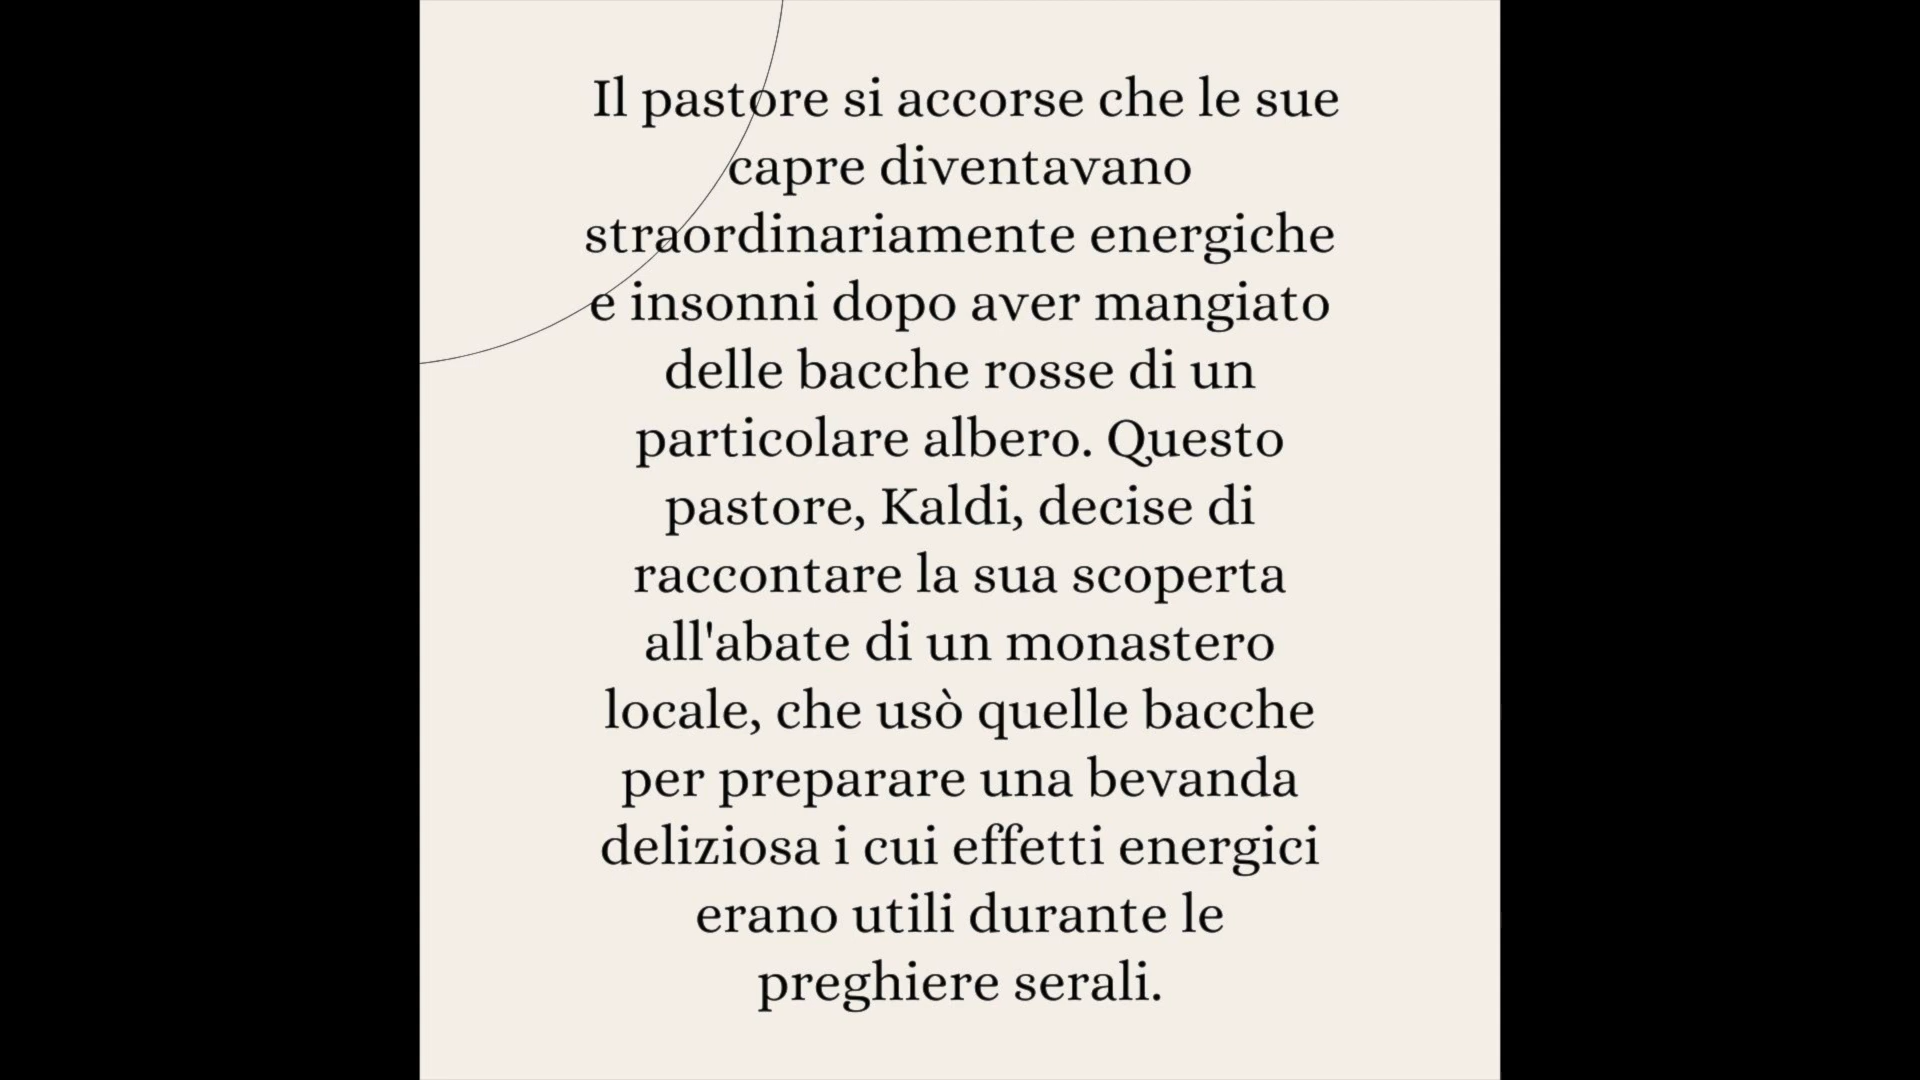 Il pastore si accorse che le sue
capre diventavano
straordinariamente energiche
e insonni dopo aver mangiato
delle bacche rosse di un
particolare albero. Questo
pastore, Kaldi, decise di
raccontare la sua scoperta
all'abate di un monastero
locale, che usò quelle bacche
per preparare una bevanda
deliziosa i cui effetti energici
erano utili durante le
preghiere serali.